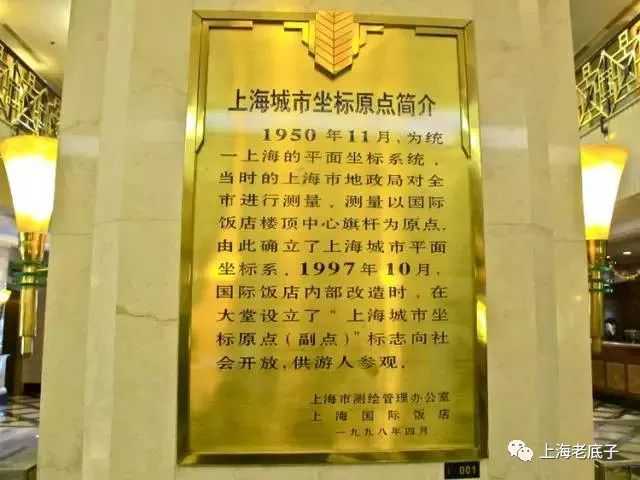 上海城市坐标原点简介
1950年11月，为统
一上海的平面坐标系统，
当时的上海市地政局对全
市进行测量，测量以国际
饭店楼顶中心旗杆为原点，
由此确立了上海城市平面
坐标系，1997年10月，
国际饭店内部改造时，在
大堂设立了“上海城市坐
标原点（副点）”标志向社
会开放，供游人参观。
上海市测绘管理办公室
上海国际饭店
一九九八年四月
001
上海老底子